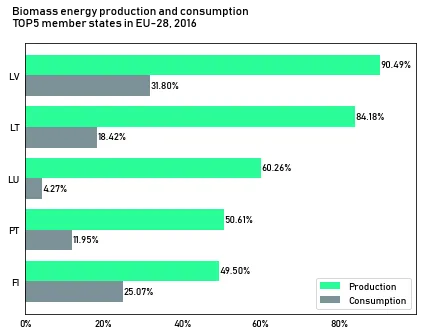 Biomass energy production and consumption
TOP5 member states in EU-28, 2016
LV
90.49%
31.80%
LT
84.18%
18.42%
LU
60.26%
4.27%
PT
50.61%
11.95%
FI
49.50%
25.07%
Production
Consumption
0% 20% 40% 60% 80%